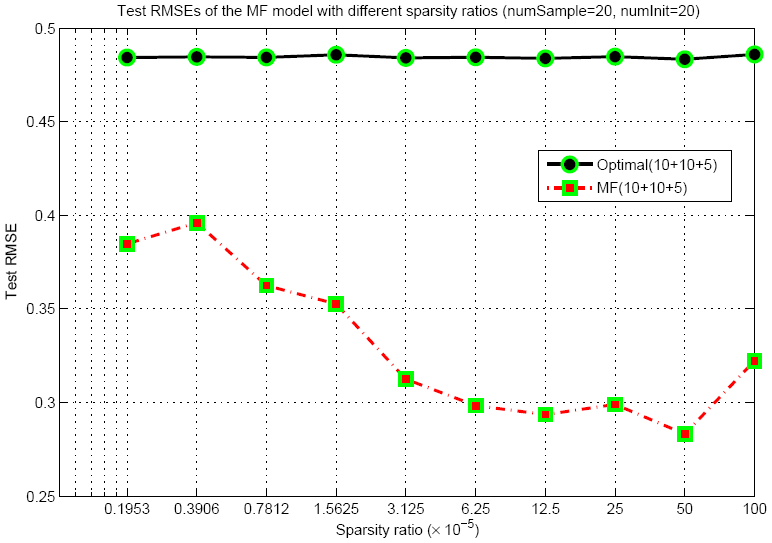 Test RMSEs of the MF model with different sparsity ratios (numSample=20, numInit=20)
0.5
0.45
0.4
0.35
0.3
0.25
Test RMSE
Optimal(10+10+5)
MF(10+10+5)
0.1953 0.3906 0.7812 1.5625 3.125 6.25 12.5 25 50 100
Sparsity ratio (×10⁻⁵)